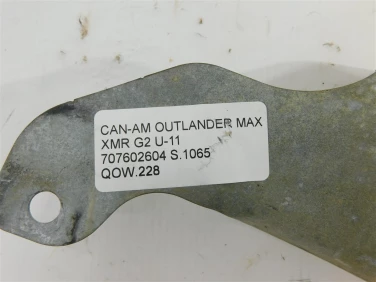 CAN-AM OUTLANDER MAX
XMR G2 U-11
707602604 S.1065
QOW.228